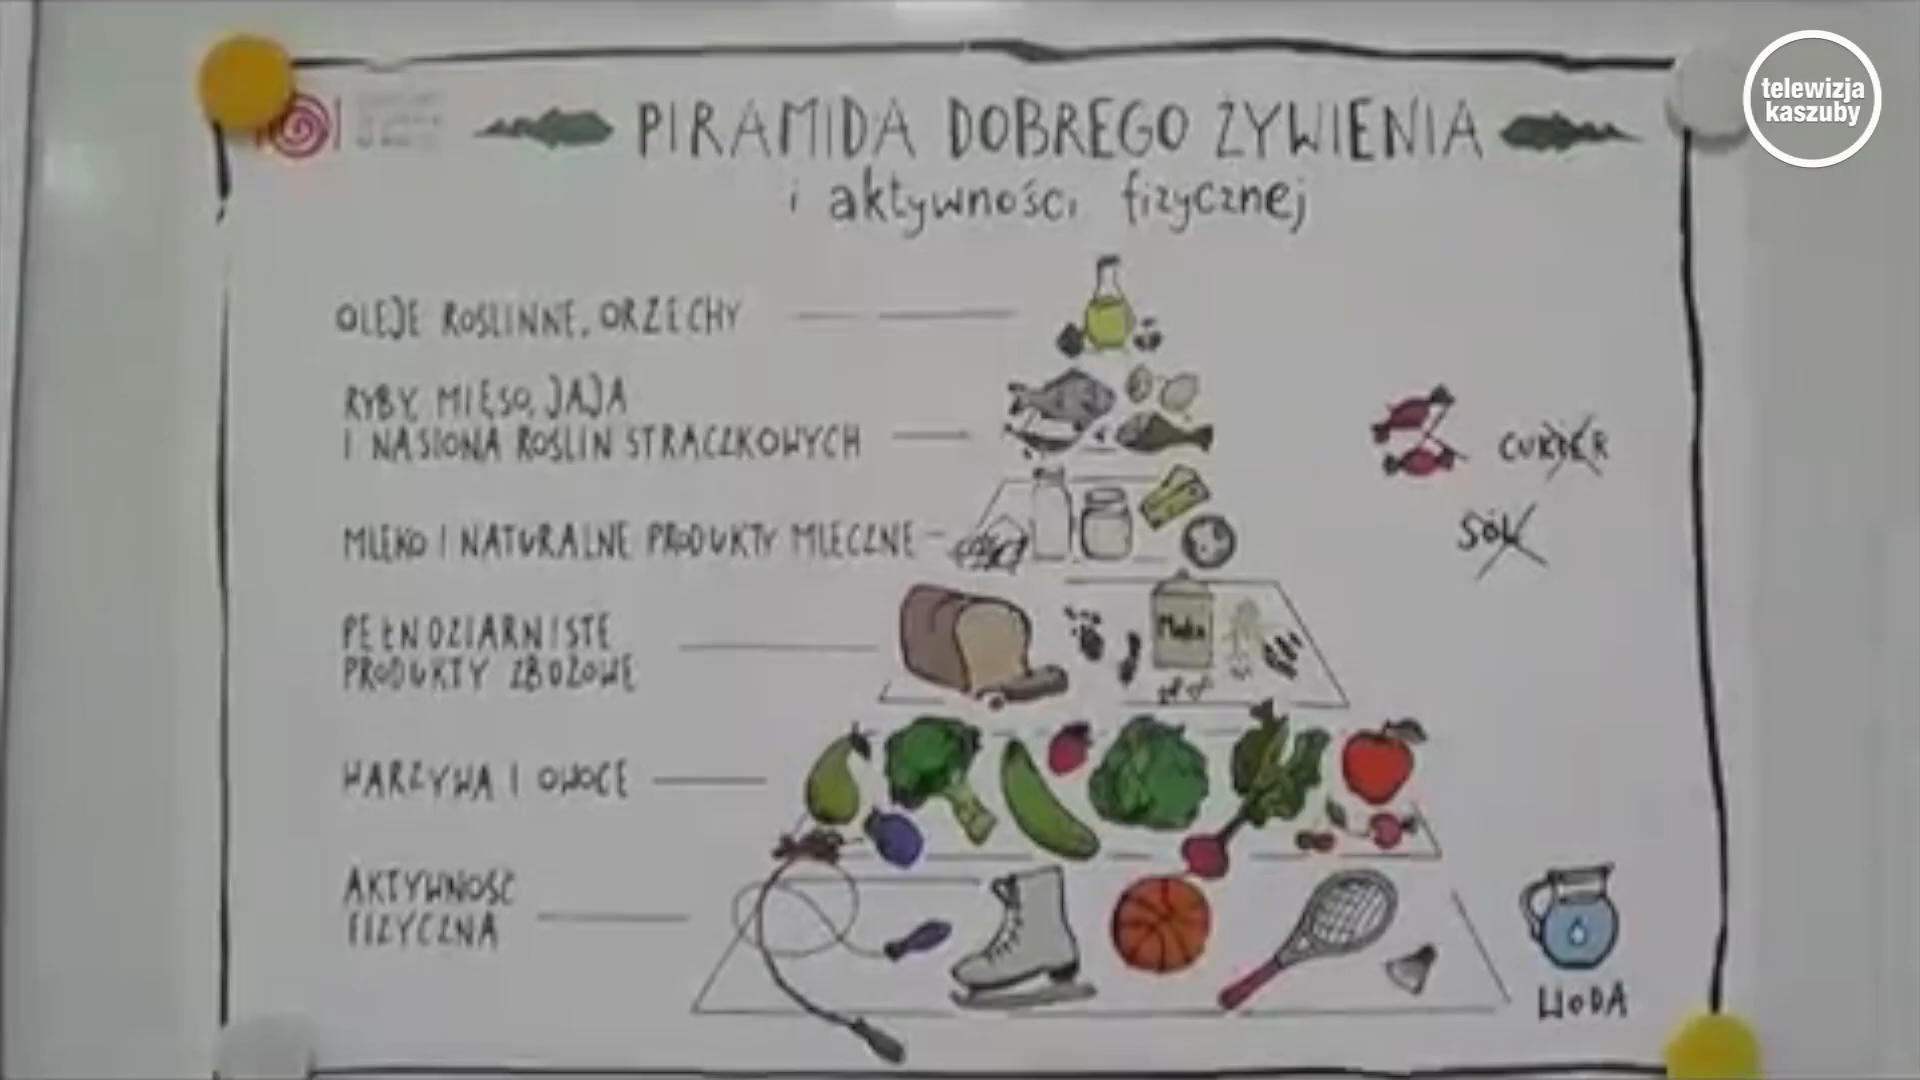 telewizja
kaszuby
PIRAMIDA DOBREGO ŻYWIENIA
i aktywności fizycznej
OLEJE ROŚLINNE, ORZECHY
RYBY, MIĘSO, JAJA
I NASIONA ROŚLIN STRĄCZKOWYCH
CUKIER
SÓL
MLEKO I NATURALNE PRODUKTY MLECZNE
Mąka
PEŁNOZIARNISTE
PRODUKTY ZBOŻOWE
WARZYWA I OWOCE
AKTYWNOŚĆ
FIZYCZNA
WODA